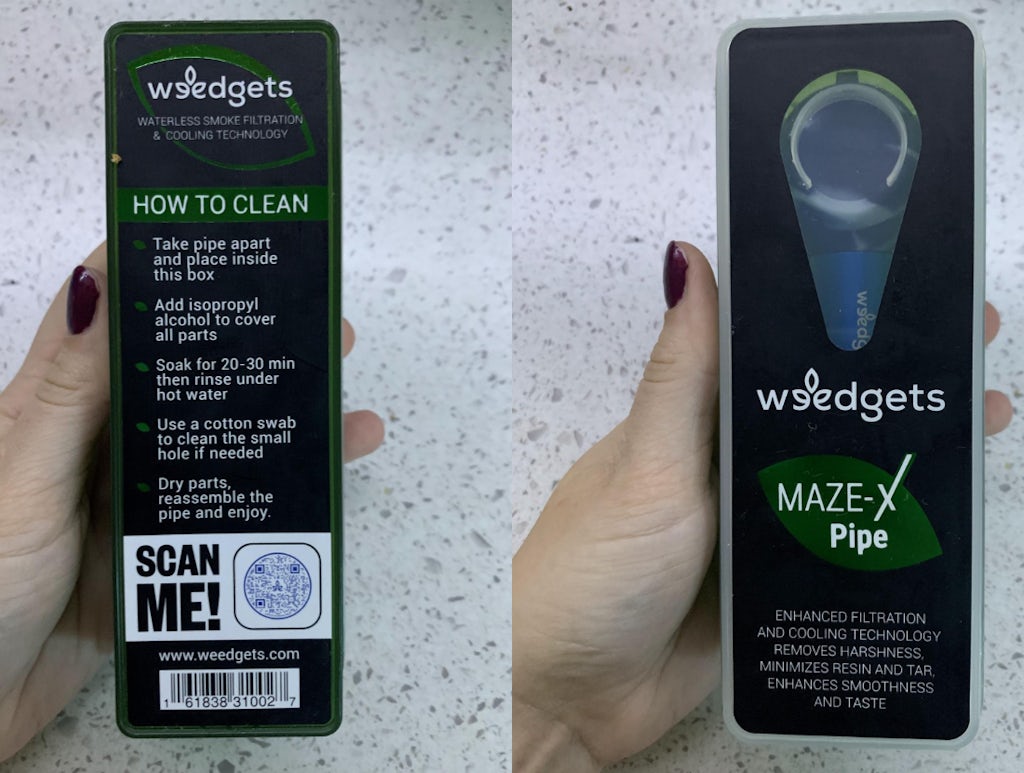 weedgets
WATERLESS SMOKE FILTRATION
& COOLING TECHNOLOGY
HOW TO CLEAN
Take pipe apart
and place inside
this box
Add isopropyl
alcohol to cover
all parts
Soak for 20-30 min
then rinse under
hot water
Use a cotton swab
to clean the small
hole if needed
Dry parts,
reassemble the
pipe and enjoy.
SCAN
ME!
www.weedgets.com
1 61838 31002 7
weedg
weedgets
MAZE-X
Pipe
ENHANCED FILTRATION
AND COOLING TECHNOLOGY
REMOVES HARSHNESS,
MINIMIZES RESIN AND TAR,
ENHANCES SMOOTHNESS
AND TASTE